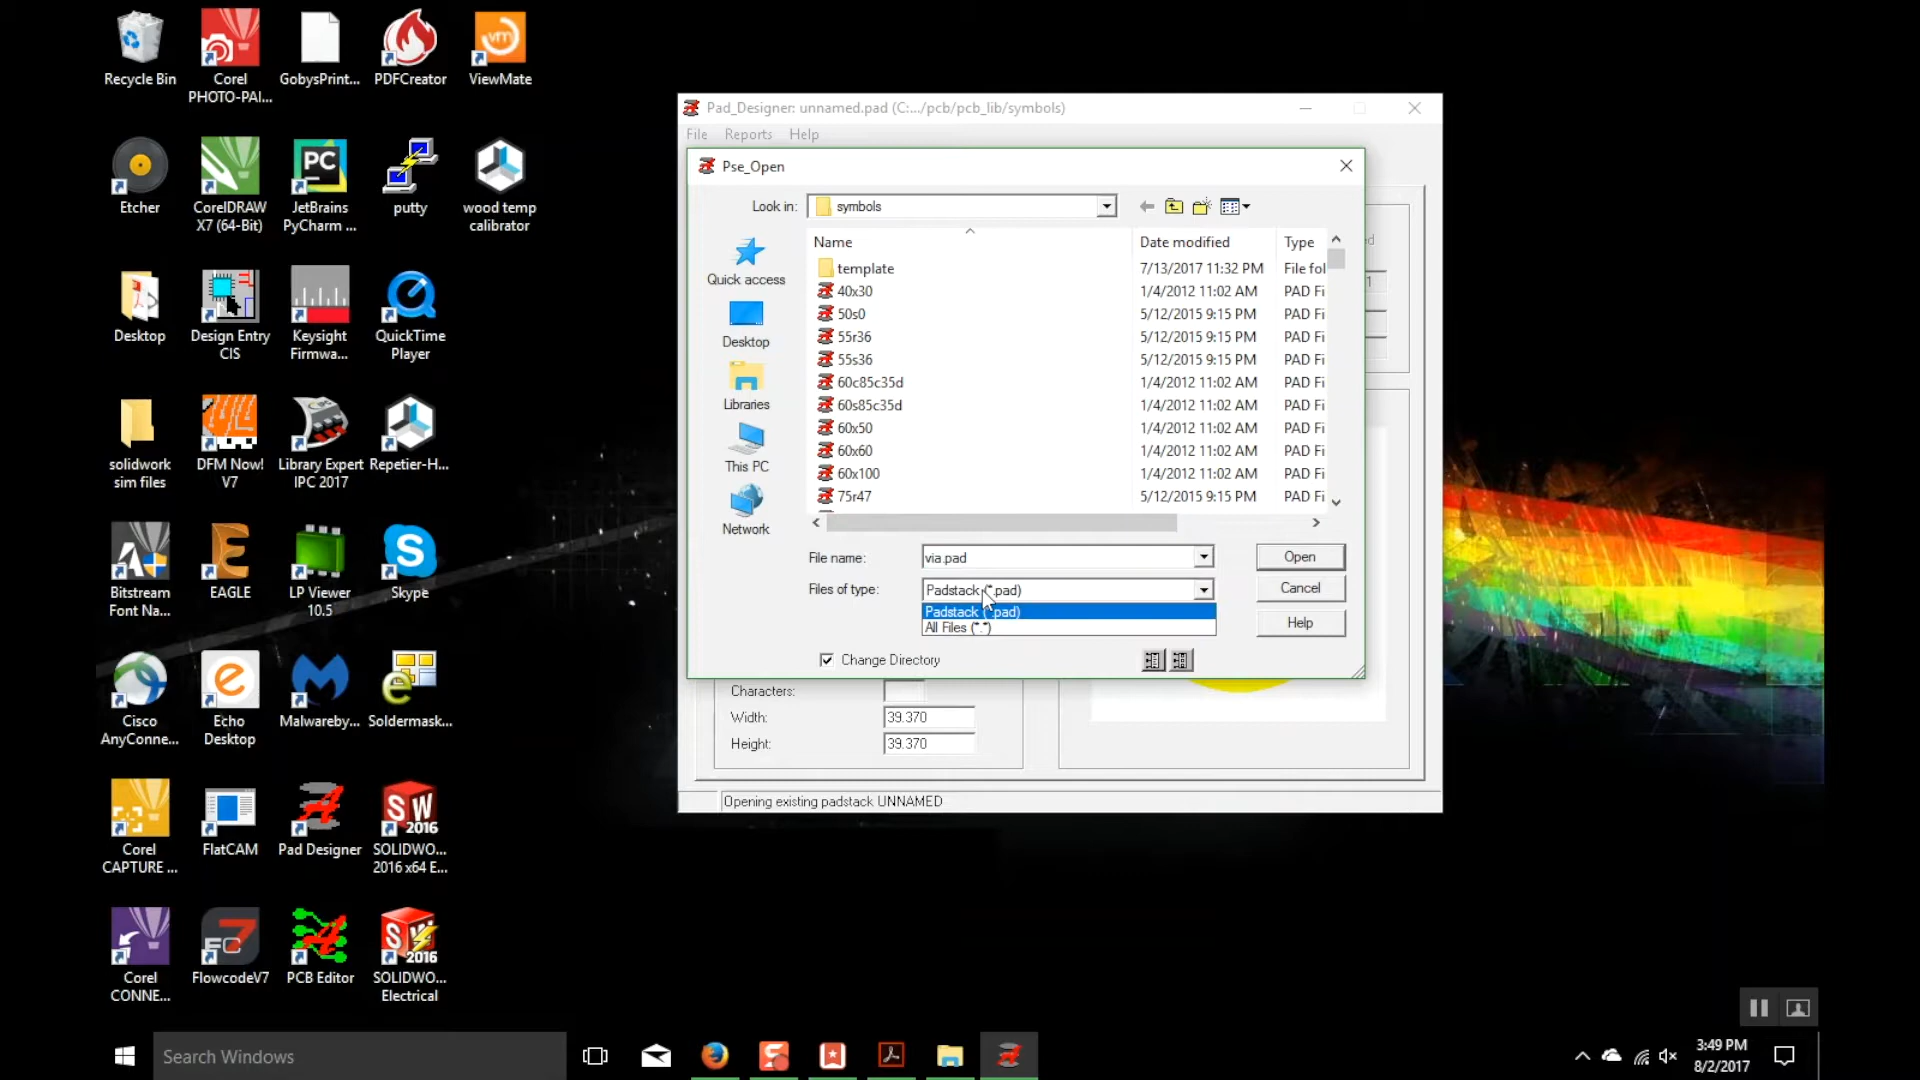 Recycle Bin
Corel
PHOTO-PAI...
GobysPrint...
PDFCreator
ViewMate
Etcher
CorelDRAW
X7 (64-Bit)
JetBrains
PyCharm ...
putty
wood temp
calibrator
Desktop
Design Entry
CIS
Keysight
Firmwa...
QuickTime
Player
solidwork
sim files
DFM Now!
V7
Library Expert
IPC 2017
Repetier-H...
Bitstream
Font Na...
EAGLE
LP Viewer
10.5
Skype
Cisco
AnyConne...
Echo
Desktop
Malwareby...
Soldermask...
Corel
CAPTURE ...
FlatCAM
Pad Designer
SOLIDWO...
2016 x64 E...
Corel
CONNE...
FlowcodeV7
PCB Editor
SOLIDWO...
Electrical
Pad_Designer: unnamed.pad (C:.../pcb/pcb_lib/symbols)
File Reports Help
Pse_Open
Look in: symbols
Name Date modified Type
template 7/13/2017 11:32 PM File fol
40x30 1/4/2012 11:02 AM PAD Fi
50s0 5/12/2015 9:15 PM PAD Fi
55r36 5/12/2015 9:15 PM PAD Fi
55s36 5/12/2015 9:15 PM PAD Fi
60c85c35d 1/4/2012 11:02 AM PAD Fi
60s85c35d 1/4/2012 11:02 AM PAD Fi
60x50 1/4/2012 11:02 AM PAD Fi
60x60 1/4/2012 11:02 AM PAD Fi
60x100 1/4/2012 11:02 AM PAD Fi
75r47 5/12/2015 9:15 PM PAD Fi
Quick access
Desktop
Libraries
This PC
Network
File name: via.pad Open
Files of type: Padstack (*.pad) Cancel
Padstack (*.pad)
All Files (*.*)
Help
Change Directory
Characters:
Width: 39.370
Height: 39.370
Opening existing padstack UNNAMED
Search Windows
3:49 PM
8/2/2017